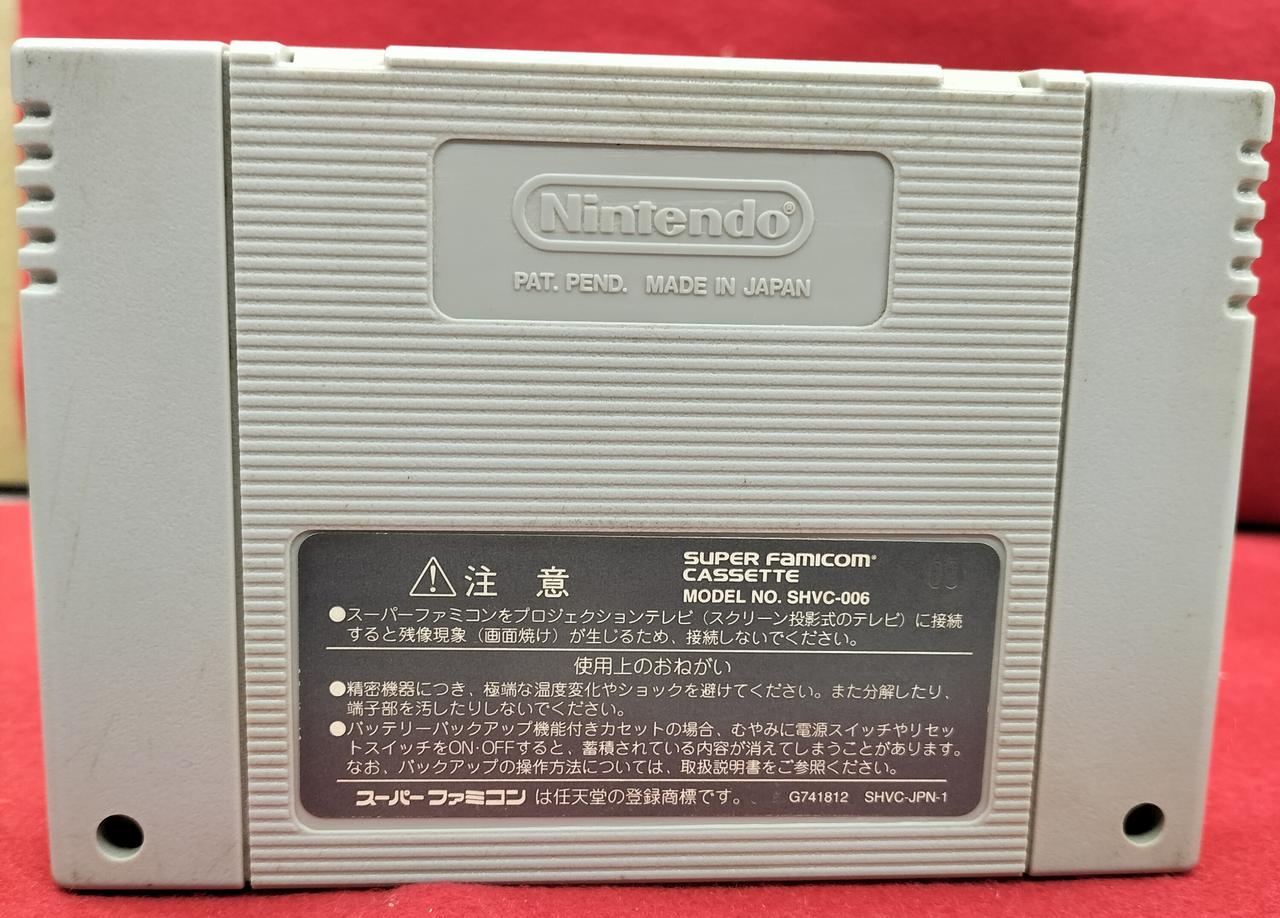 Nintendo®
PAT. PEND. MADE IN JAPAN
⚠注 意
SUPER FAMICOM®
CASSETTE
MODEL NO. SHVC-006
●スーパーファミコンをプロジェクションテレビ（スクリーン投影式のテレビ）に接続
すると残像現象（画面焼け）が生じるため、接続しないでください。
使用上のおねがい
●精密機器につき、極端な温度変化やショックを避けてください。また分解したり、
端子部を汚したりしないでください。
●バッテリーバックアップ機能付きカセットの場合、むやみに電源スイッチやリセッ
トスイッチをON・OFFすると、蓄積されている内容が消えてしまうことがあります。
なお、バックアップの操作方法については、取扱説明書をご参照ください。
スーパーファミコン は任天堂の登録商標です。 G741812 SHVC-JPN-1